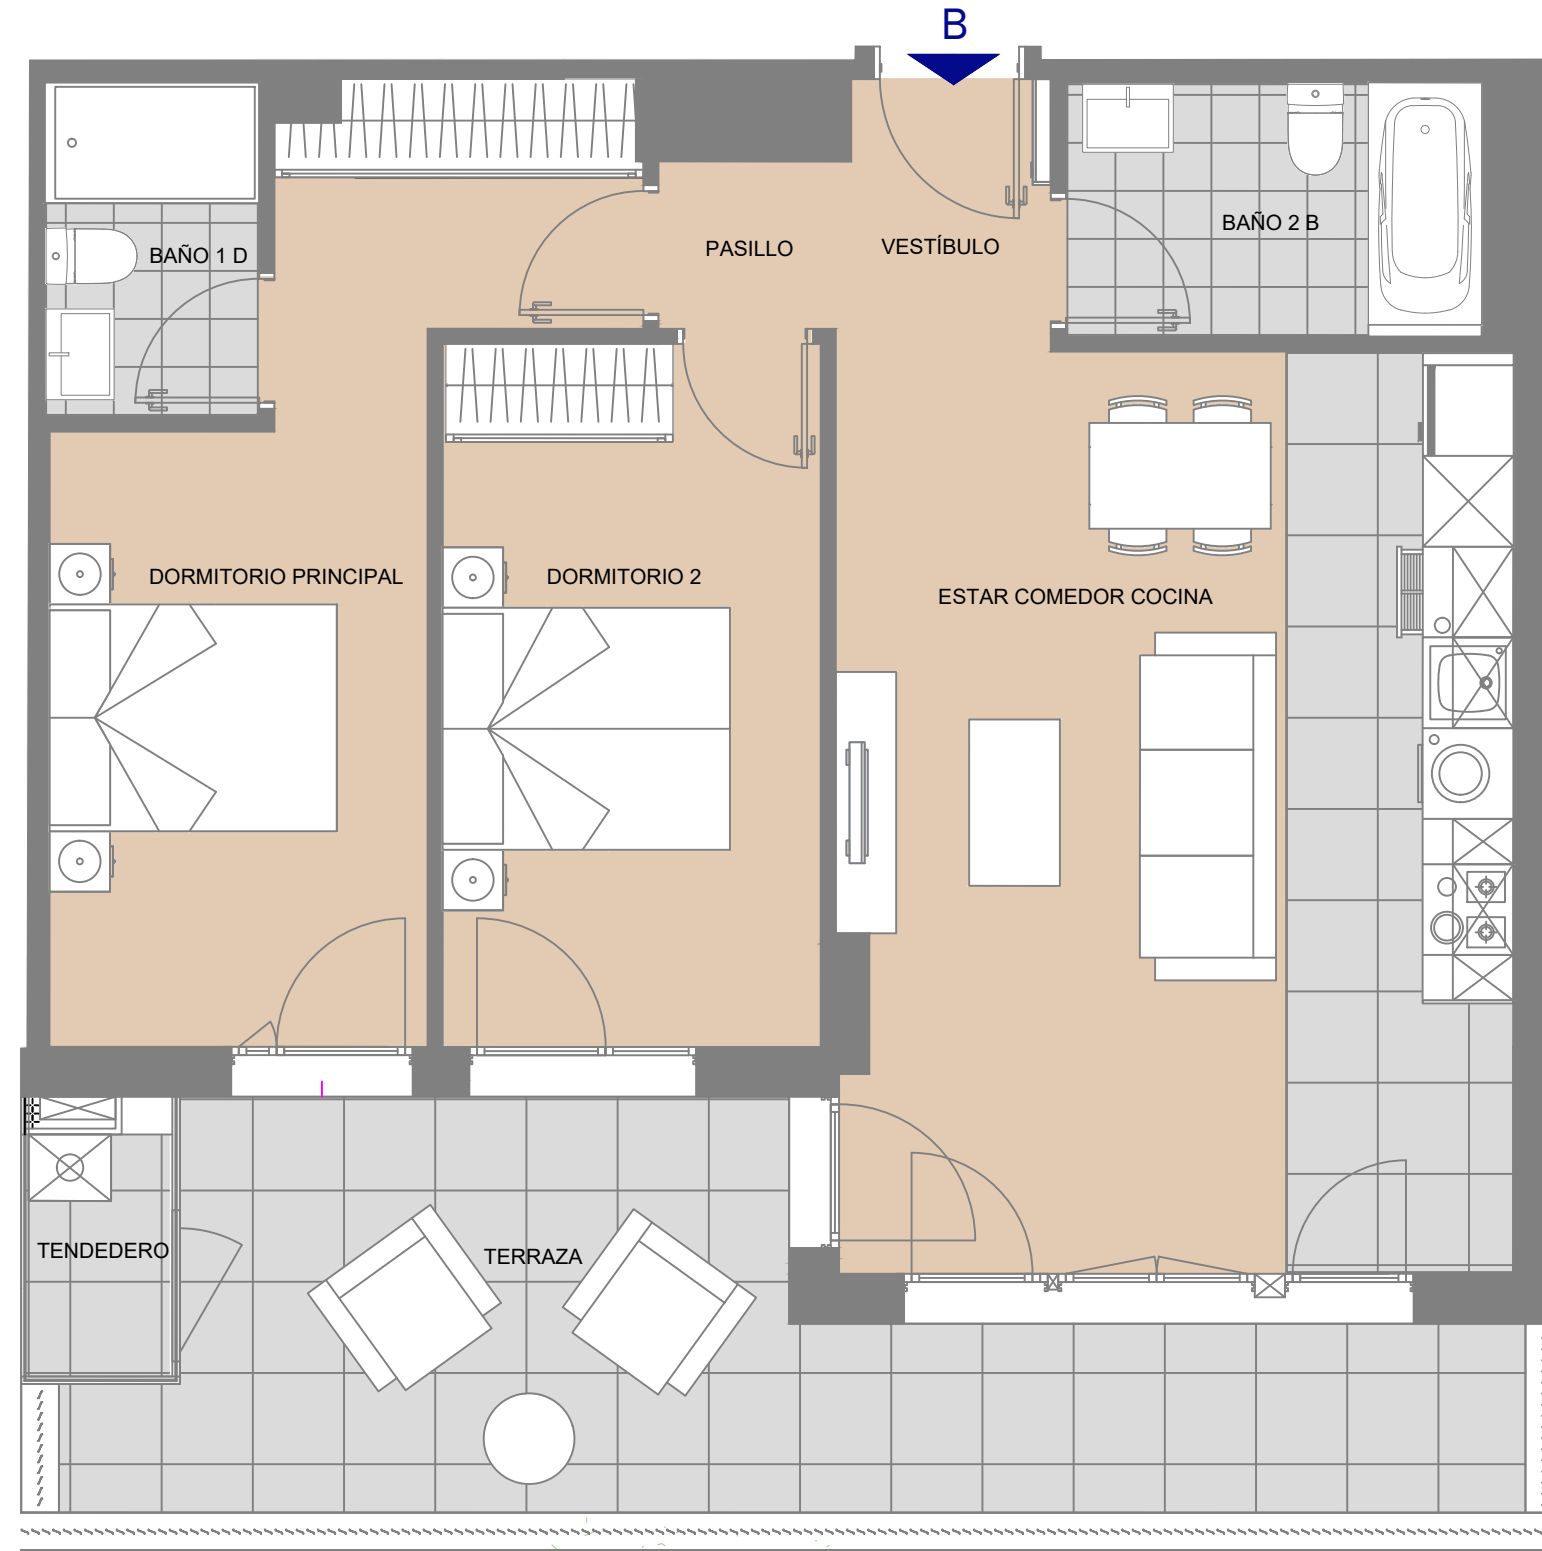 B
BAÑO 1 D
PASILLO
VESTÍBULO
BAÑO 2 B
DORMITORIO PRINCIPAL
DORMITORIO 2
ESTAR COMEDOR COCINA
TENDEDERO
TERRAZA